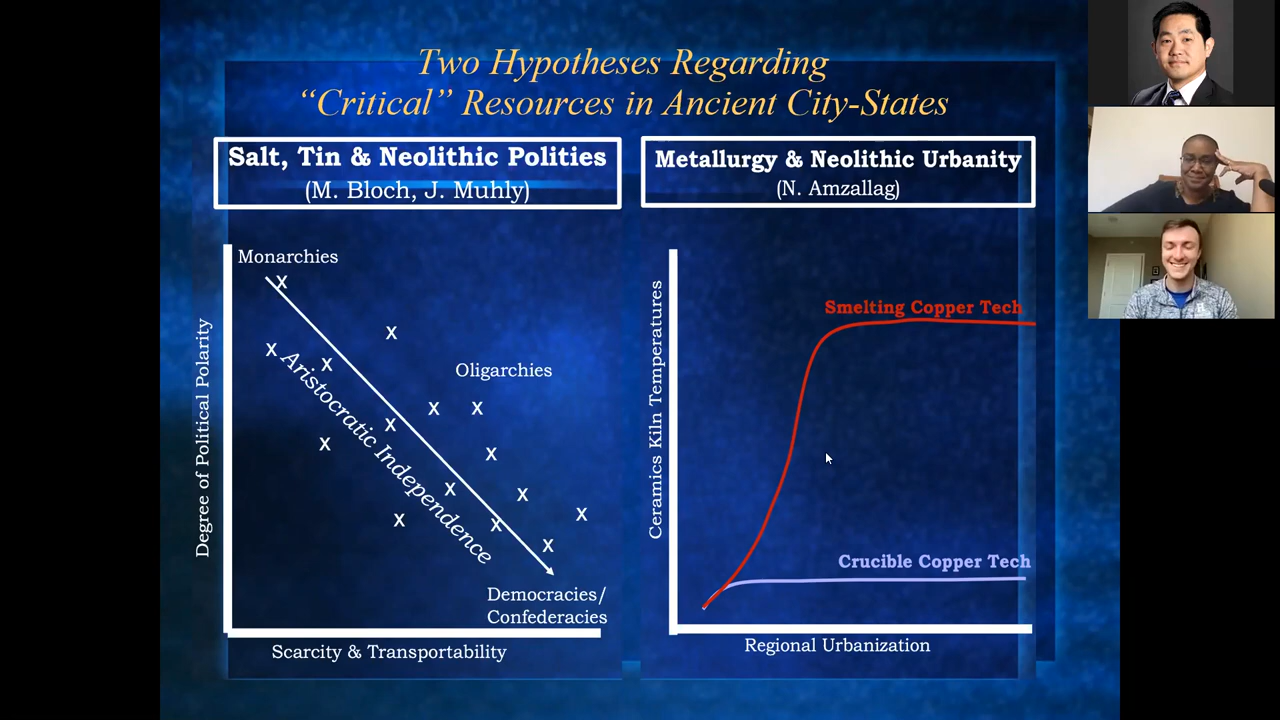 Two Hypotheses Regarding
“Critical” Resources in Ancient City-States
Salt, Tin & Neolithic Polities
(M. Bloch, J. Muhly)
Degree of Political Polarity
Monarchies
X
X
X
X
Oligarchies
X
X
X
X
X
X
X
X
X
X
X
Aristocratic Independence
Democracies/
Confederacies
Scarcity & Transportability
Metallurgy & Neolithic Urbanity
(N. Amzallag)
Ceramics Kiln Temperatures
Smelting Copper Tech
Crucible Copper Tech
Regional Urbanization